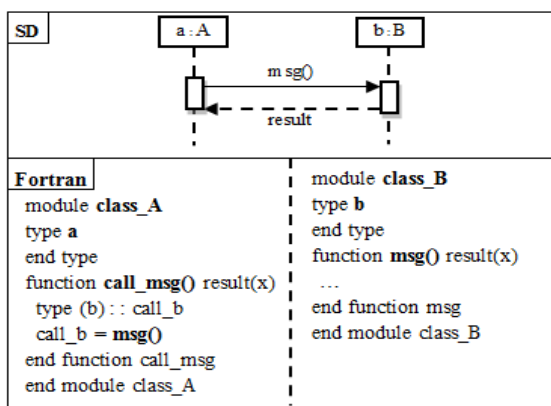 SD
a : A
b : B
msg()
result
Fortran
module class_A
type a
end type
function call_msg() result(x)
type (b) : : call_b
call_b = msg()
end function call_msg
end module class_A
module class_B
type b
end type
function msg() result(x)
...
end function msg
end module class_B